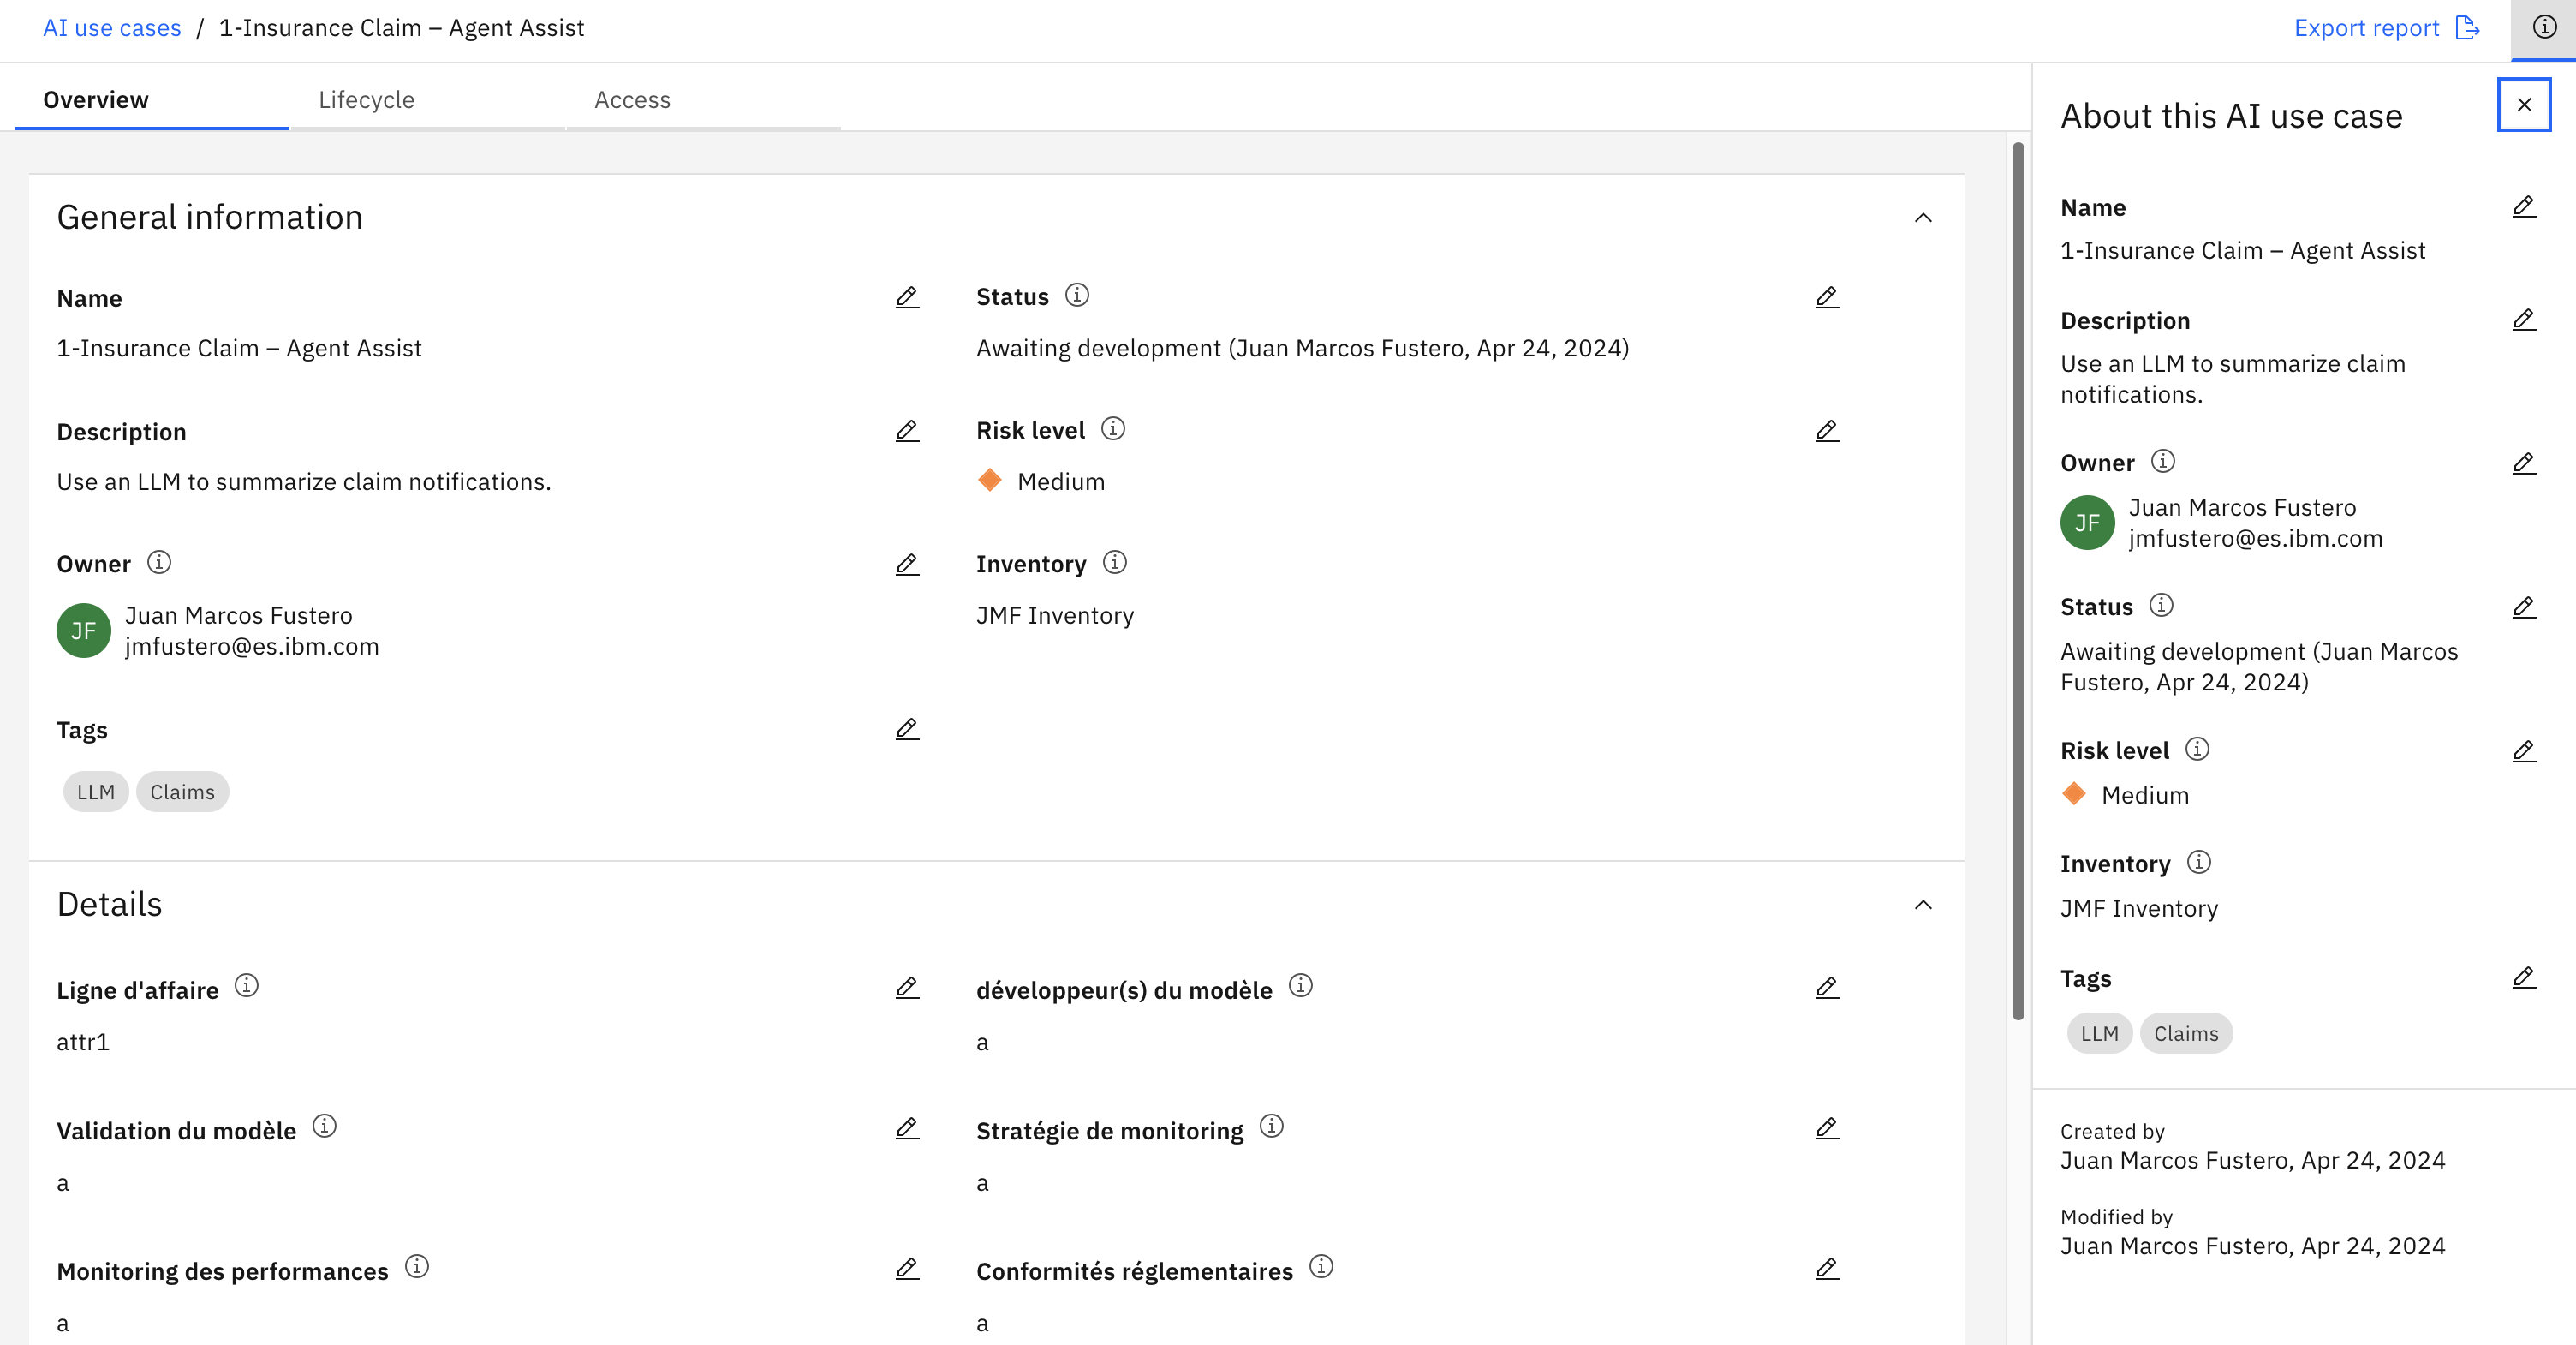 AI use cases / 1-Insurance Claim – Agent Assist
Export report
Overview
Lifecycle
Access
General information
Name
1-Insurance Claim – Agent Assist
Status
Awaiting development (Juan Marcos Fustero, Apr 24, 2024)
Description
Use an LLM to summarize claim notifications.
Risk level
Medium
Owner
JF
Juan Marcos Fustero
jmfustero@es.ibm.com
Inventory
JMF Inventory
Tags
LLM
Claims
Details
Ligne d'affaire
attr1
développeur(s) du modèle
a
Validation du modèle
a
Stratégie de monitoring
a
Monitoring des performances
a
Conformités réglementaires
a
About this AI use case
Name
1-Insurance Claim – Agent Assist
Description
Use an LLM to summarize claim
notifications.
Owner
JF
Juan Marcos Fustero
jmfustero@es.ibm.com
Status
Awaiting development (Juan Marcos
Fustero, Apr 24, 2024)
Risk level
Medium
Inventory
JMF Inventory
Tags
LLM
Claims
Created by
Juan Marcos Fustero, Apr 24, 2024
Modified by
Juan Marcos Fustero, Apr 24, 2024